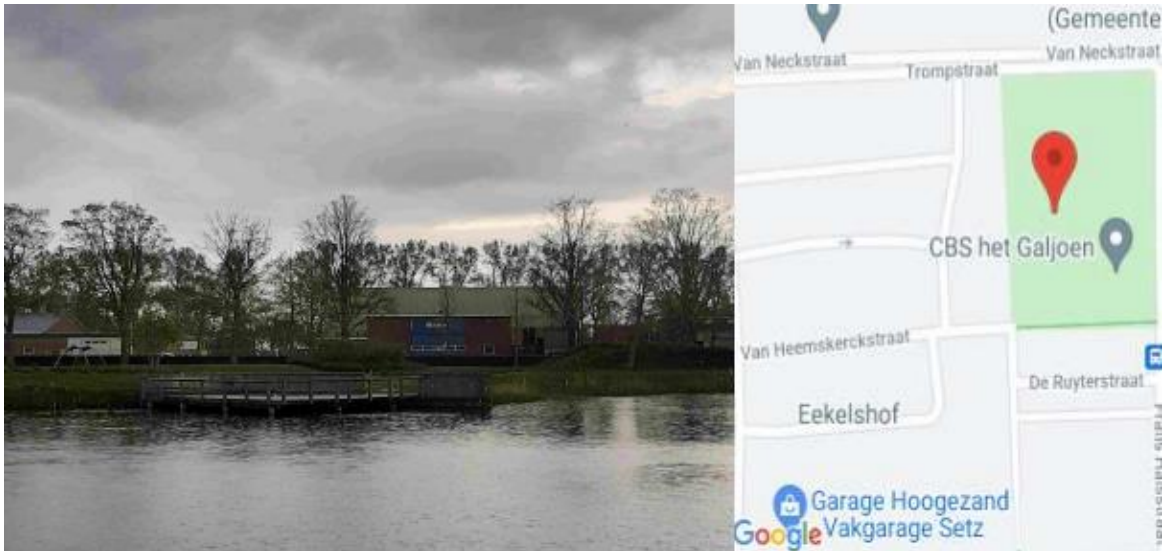 (Gemeente
Van Neckstraat
Van Neckstraat
Trompstraat
CBS het Galjoen
Van Heemskerckstraat
De Ruyterstraat
Eekelshof
Garage Hoogezand
Vakgarage Setz
Google